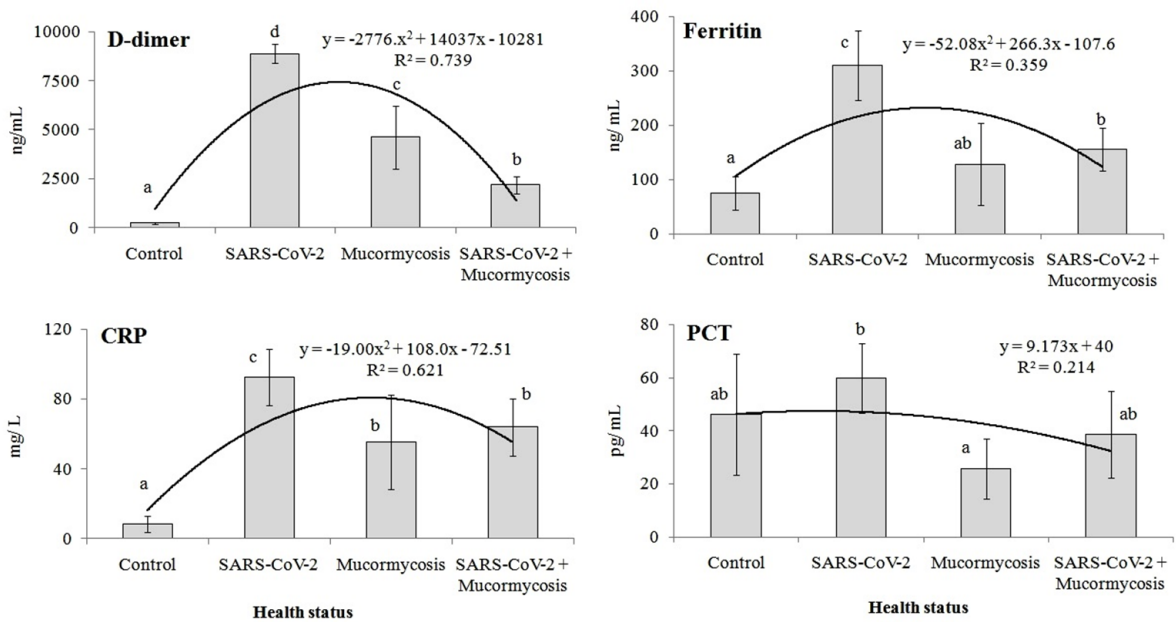 D-dimer
ng/mL
10000
7500
5000
2500
0
y = -2776.x² + 14037x - 10281
R² = 0.739
a
d
c
b
Control
SARS-CoV-2
Mucormycosis
SARS-CoV-2 +
Mucormycosis
Ferritin
ng/mL
400
300
200
100
0
y = -52.08x² + 266.3x - 107.6
R² = 0.359
a
c
ab
b
Control
SARS-CoV-2
Mucormycosis
SARS-CoV-2 +
Mucormycosis
CRP
mg/ L
120
80
40
0
y = -19.00x² + 108.0x - 72.51
R² = 0.621
a
c
b
b
Control
SARS-CoV-2
Mucormycosis
SARS-CoV-2 +
Mucormycosis
Health status
PCT
pg/mL
80
60
40
20
0
y = 9.173x + 40
R² = 0.214
ab
b
a
ab
Control
SARS-CoV-2
Mucormycosis
SARS-CoV-2 +
Mucormycosis
Health status